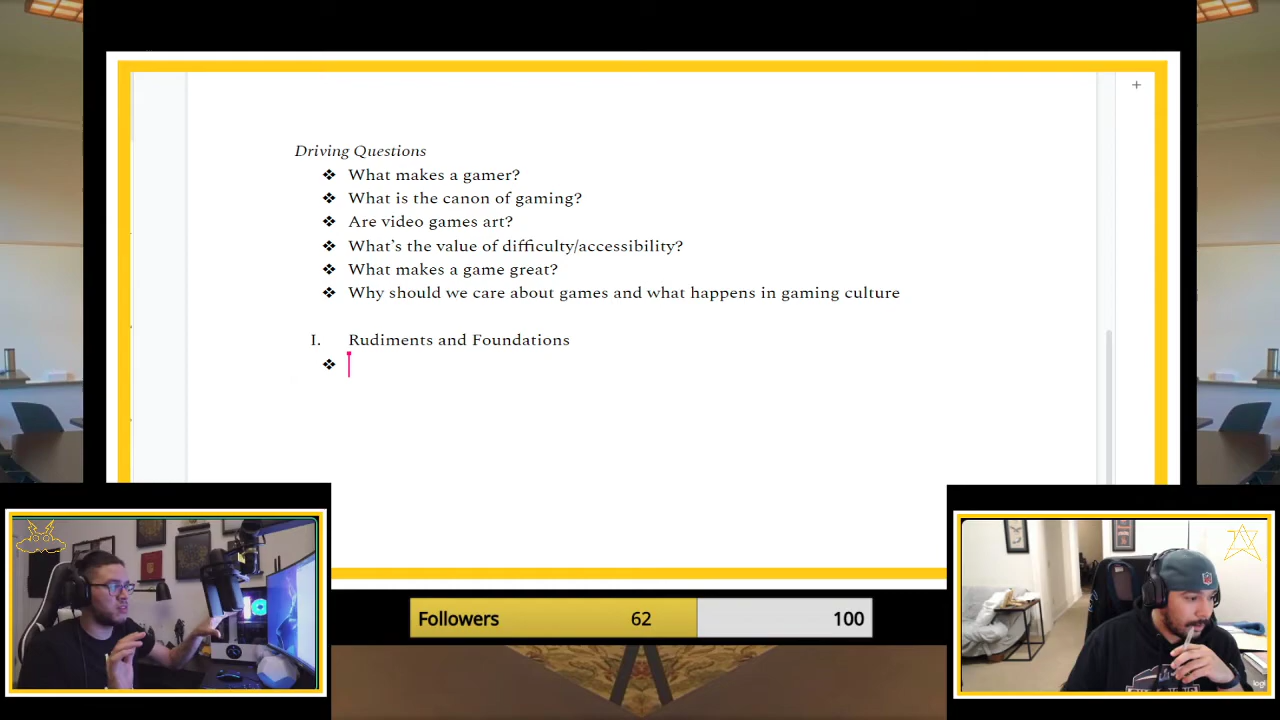 Driving Questions
❖ What makes a gamer?
❖ What is the canon of gaming?
❖ Are video games art?
❖ What's the value of difficulty/accessibility?
❖ What makes a game great?
❖ Why should we care about games and what happens in gaming culture
I. Rudiments and Foundations
❖
Followers 62 100
logi